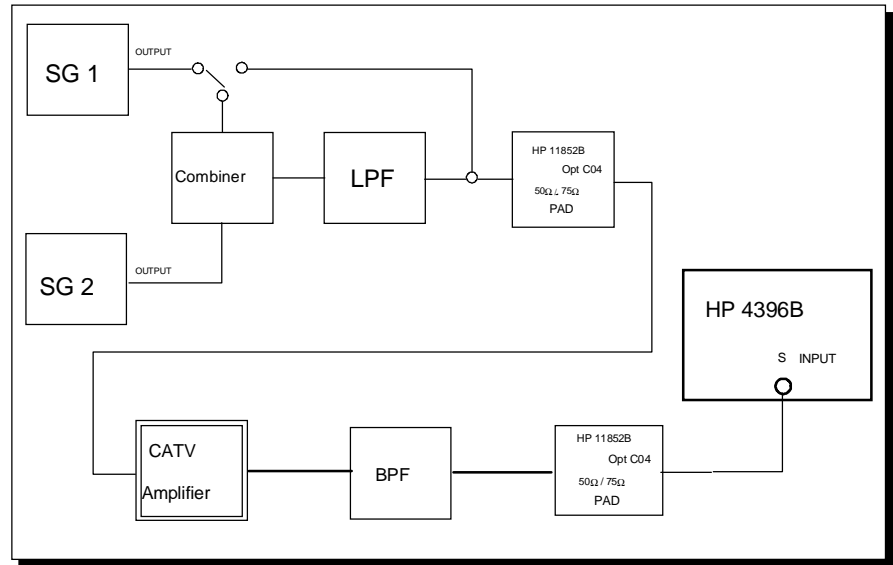 OUTPUT
SG 1
HP 11852B
Opt C04
Combiner
LPF
50Ω / 75Ω
PAD
OUTPUT
SG 2
HP 4396B
S INPUT
HP 11852B
CATV
Opt C04
BPF
50Ω / 75Ω
Amplifier
PAD